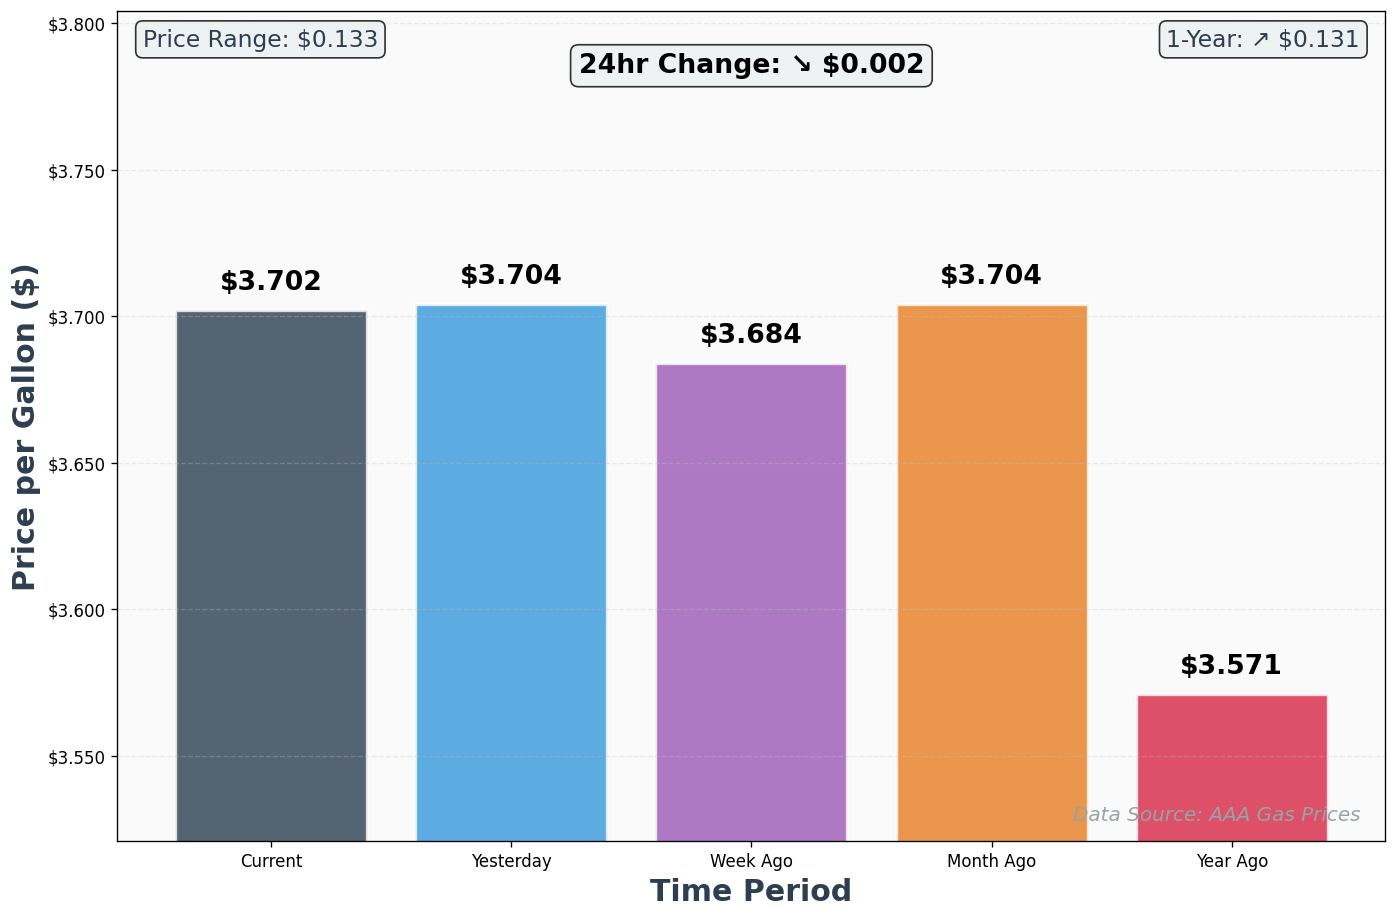 $3.800
Price Range: $0.133
1-Year: ↗ $0.131
24hr Change: ↘ $0.002
$3.750
$3.700
$3.650
$3.600
$3.550
Price per Gallon ($)
$3.702
$3.704
$3.684
$3.704
$3.571
Data Source: AAA Gas Prices
Current
Yesterday
Week Ago
Month Ago
Year Ago
Time Period